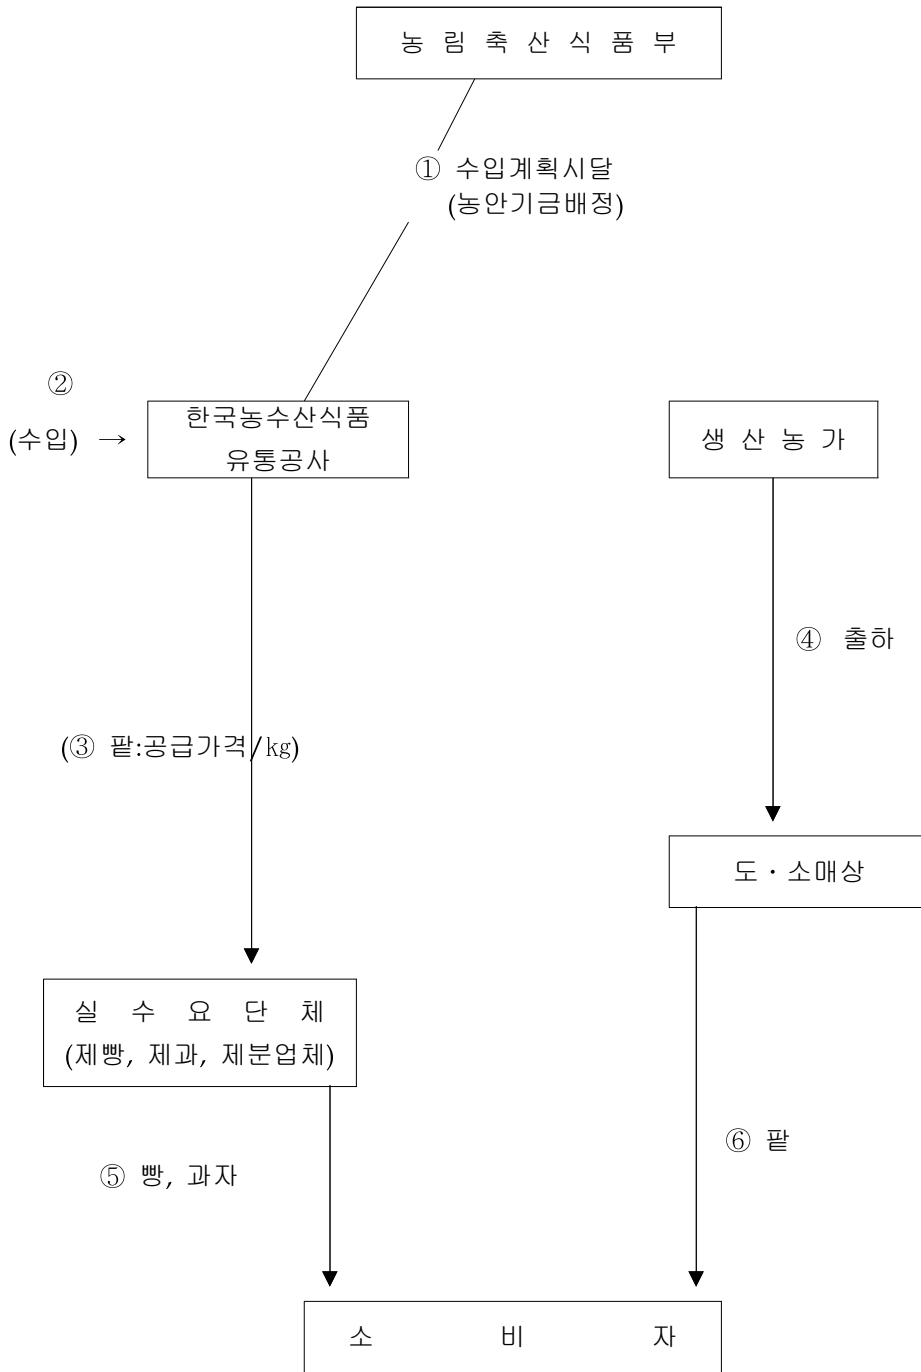 농 림 축 산 식 품 부
① 수입계획시달
(농안기금배정)
②
(수입) →
한국농수산식품
유통공사
생 산 농 가
④ 출하
(③ 팥:공급가격/kg)
도ㆍ소매상
실 수 요 단 체
(제빵, 제과, 제분업체)
⑥ 팥
⑤ 빵, 과자
소 비 자